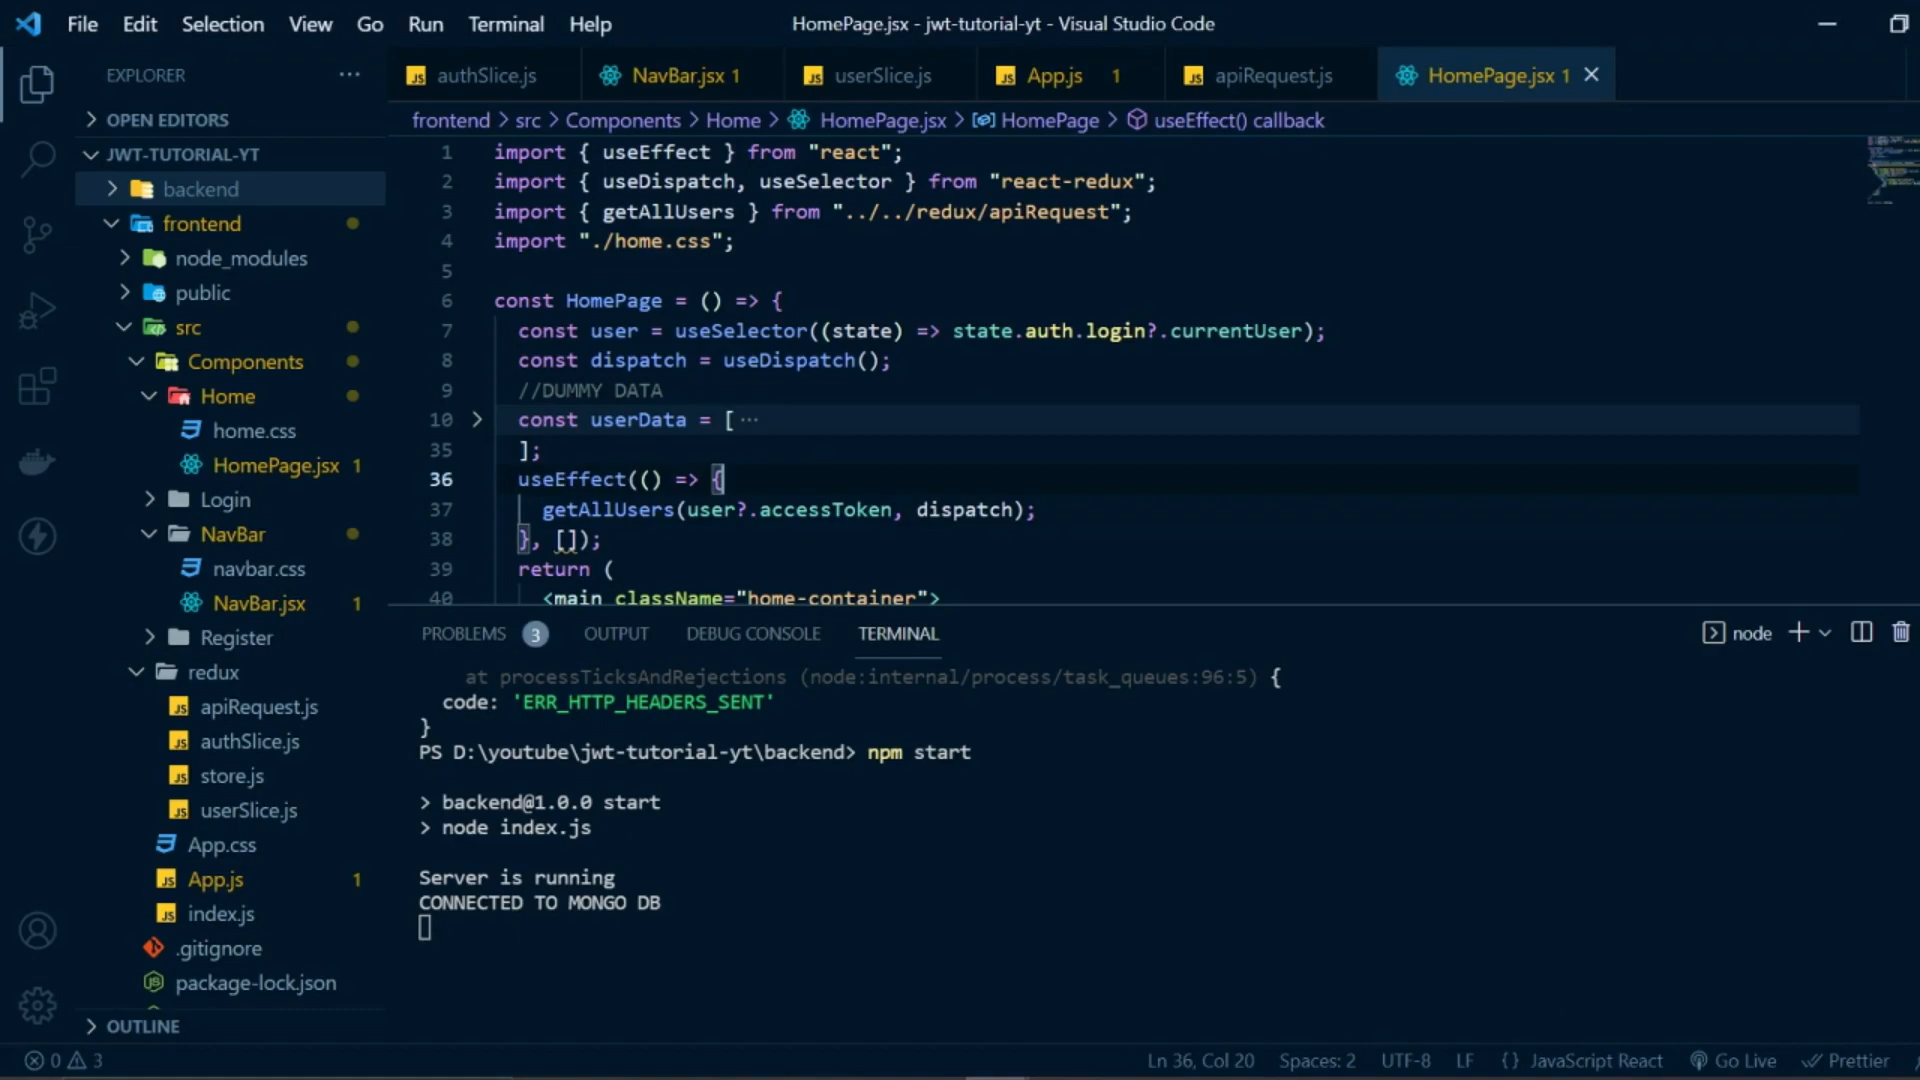 File Edit Selection View Go Run Terminal Help
HomePage.jsx - jwt-tutorial-yt - Visual Studio Code
EXPLORER ···
OPEN EDITORS
JWT-TUTORIAL-YT
backend
frontend
node_modules
public
src
Components
Home
home.css
HomePage.jsx 1
Login
NavBar
navbar.css
NavBar.jsx 1
Register
redux
apiRequest.js
authSlice.js
store.js
userSlice.js
App.css
App.js 1
index.js
.gitignore
package-lock.json
OUTLINE
authSlice.js NavBar.jsx 1 userSlice.js App.js 1 apiRequest.js HomePage.jsx 1
frontend > src > Components > Home > HomePage.jsx > HomePage > useEffect() callback
1 import { useEffect } from "react";
2 import { useDispatch, useSelector } from "react-redux";
3 import { getAllUsers } from "../../redux/apiRequest";
4 import "./home.css";
5
6 const HomePage = () => {
7 const user = useSelector((state) => state.auth.login?.currentUser);
8 const dispatch = useDispatch();
9 //DUMMY DATA
10 const userData = [ ···
35 ];
36 useEffect(() => {
37 getAllUsers(user?.accessToken, dispatch);
38 }, []);
39 return (
40 <main className="home-container">
PROBLEMS 3 OUTPUT DEBUG CONSOLE TERMINAL node
at processTicksAndRejections (node:internal/process/task_queues:96:5) {
code: 'ERR_HTTP_HEADERS_SENT'
}
PS D:\youtube\jwt-tutorial-yt\backend> npm start
> backend@1.0.0 start
> node index.js
Server is running
CONNECTED TO MONGO DB
0 3 Ln 36, Col 20 Spaces: 2 UTF-8 LF {} JavaScript React Go Live Prettier